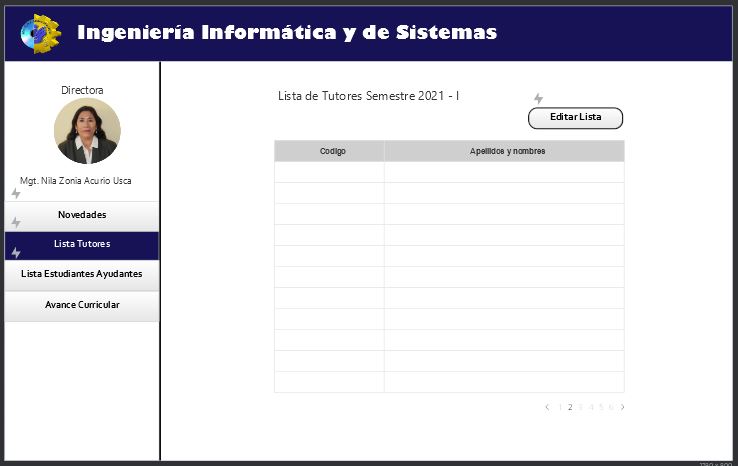 Ingeniería Informática y de Sistemas
Directora
Mgt. Nila Zonia Acurio Usca
Novedades
Lista Tutores
Lista Estudiantes Ayudantes
Avance Curricular
Lista de Tutores Semestre 2021 - I
Editar Lista
Codigo Apellidos y nombres
< 1 2 3 4 5 6 >